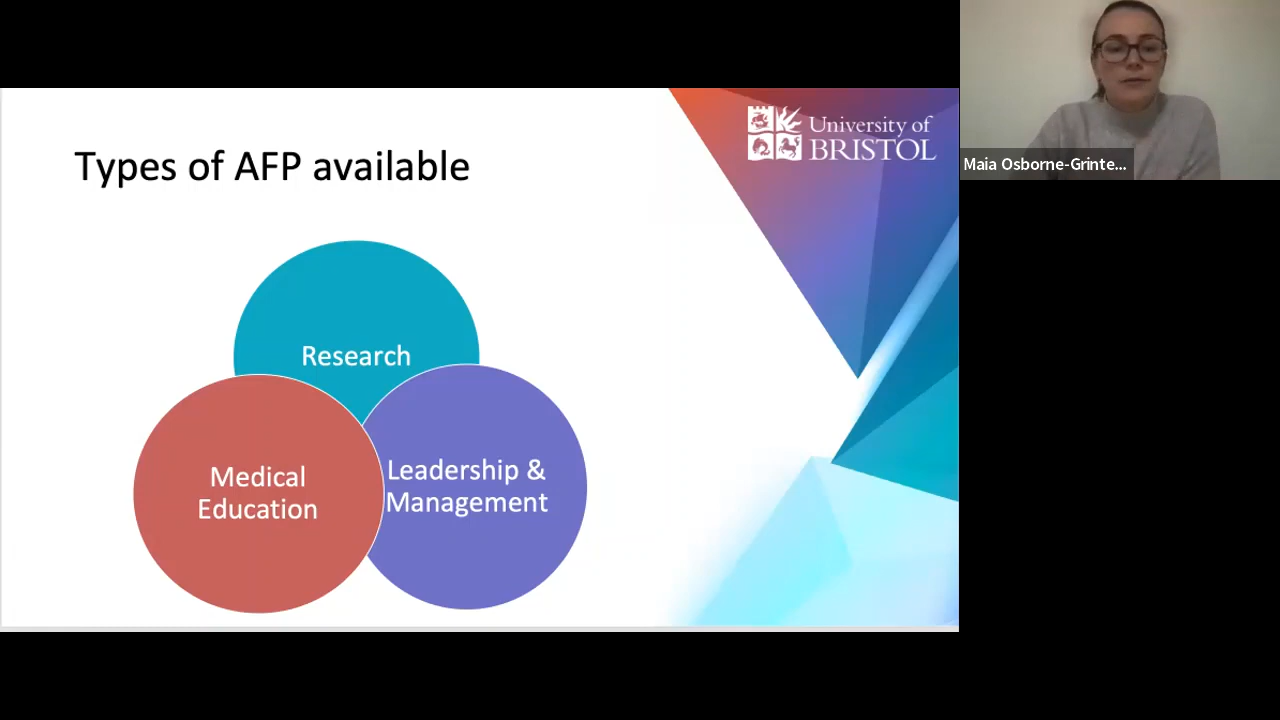 Types of AFP available
University of
BRISTOL
Maia Osborne-Grinte...
Research
Medical
Education
Leadership &
Management